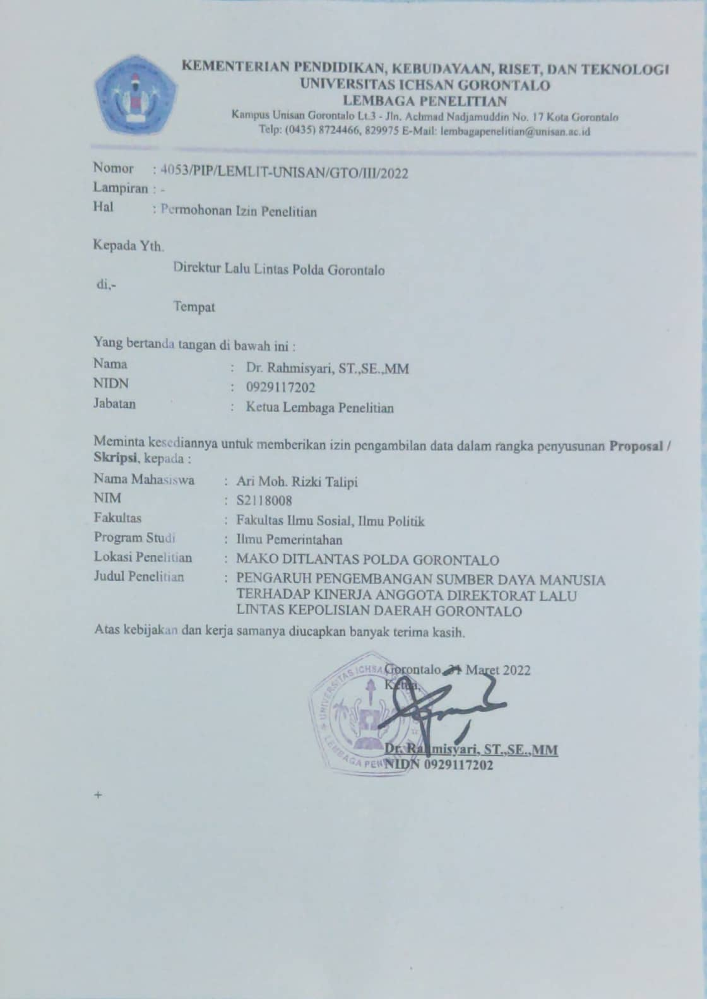 KEMENTERIAN PENDIDIKAN, KEBUDAYAAN, RISET, DAN TEKNOLOGI
UNIVERSITAS ICHSAN GORONTALO
LEMBAGA PENELITIAN
Kampus Unisan Gorontalo Lt.3 - Jln. Achmad Nadjamuddin No. 17 Kota Gorontalo
Telp: (0435) 8724466, 829975 E-Mail: lembagapenelitian@unisan.ac.id
Nomor : 4053/PIP/LEMLIT-UNISAN/GTO/III/2022
Lampiran : -
Hal : Permohonan Izin Penelitian
Kepada Yth.
Direktur Lalu Lintas Polda Gorontalo
di,-
Tempat
Yang bertanda tangan di bawah ini :
Nama : Dr. Rahmisyari, ST.,SE.,MM
NIDN : 0929117202
Jabatan : Ketua Lembaga Penelitian
Meminta kesediannya untuk memberikan izin pengambilan data dalam rangka penyusunan Proposal /
Skripsi, kepada :
Nama Mahasiswa : Ari Moh. Rizki Talipi
NIM : S2118008
Fakultas : Fakultas Ilmu Sosial, Ilmu Politik
Program Studi : Ilmu Pemerintahan
Lokasi Penelitian : MAKO DITLANTAS POLDA GORONTALO
Judul Penelitian : PENGARUH PENGEMBANGAN SUMBER DAYA MANUSIA
TERHADAP KINERJA ANGGOTA DIREKTORAT LALU
LINTAS KEPOLISIAN DAERAH GORONTALO
Atas kebijakan dan kerja samanya diucapkan banyak terima kasih.
Gorontalo, 31 Maret 2022
Ketua,
UNIVERSITAS ICHSAN
LEMBAGA PENELITIAN
Dr. Rahmisyari, ST.,SE.,MM
NIDN 0929117202
+